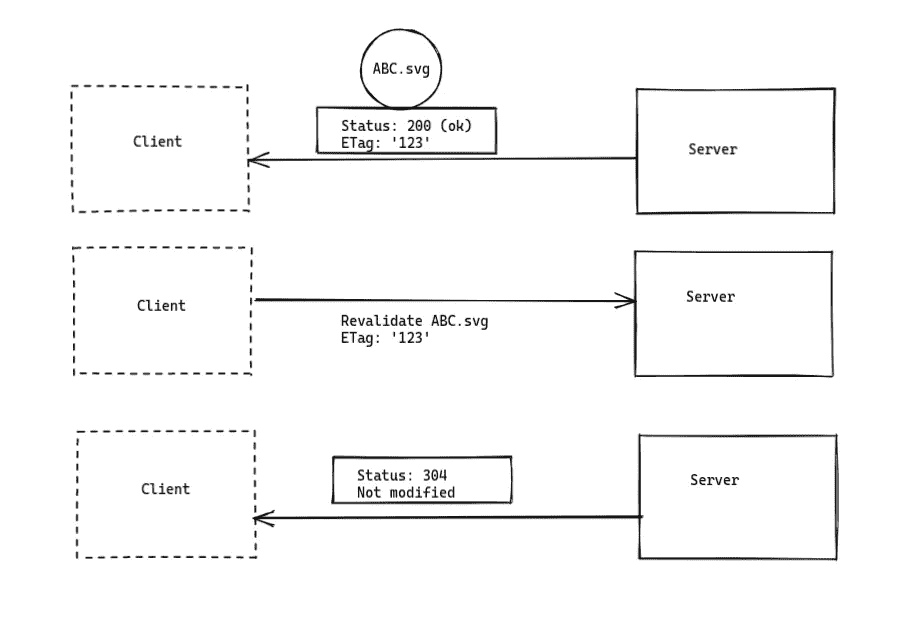 ABC.svg
Status: 200 (ok)
ETag: '123'
Client
Server
Client
Server
Revalidate ABC.svg
ETag: '123'
Status: 304
Not modified
Client
Server